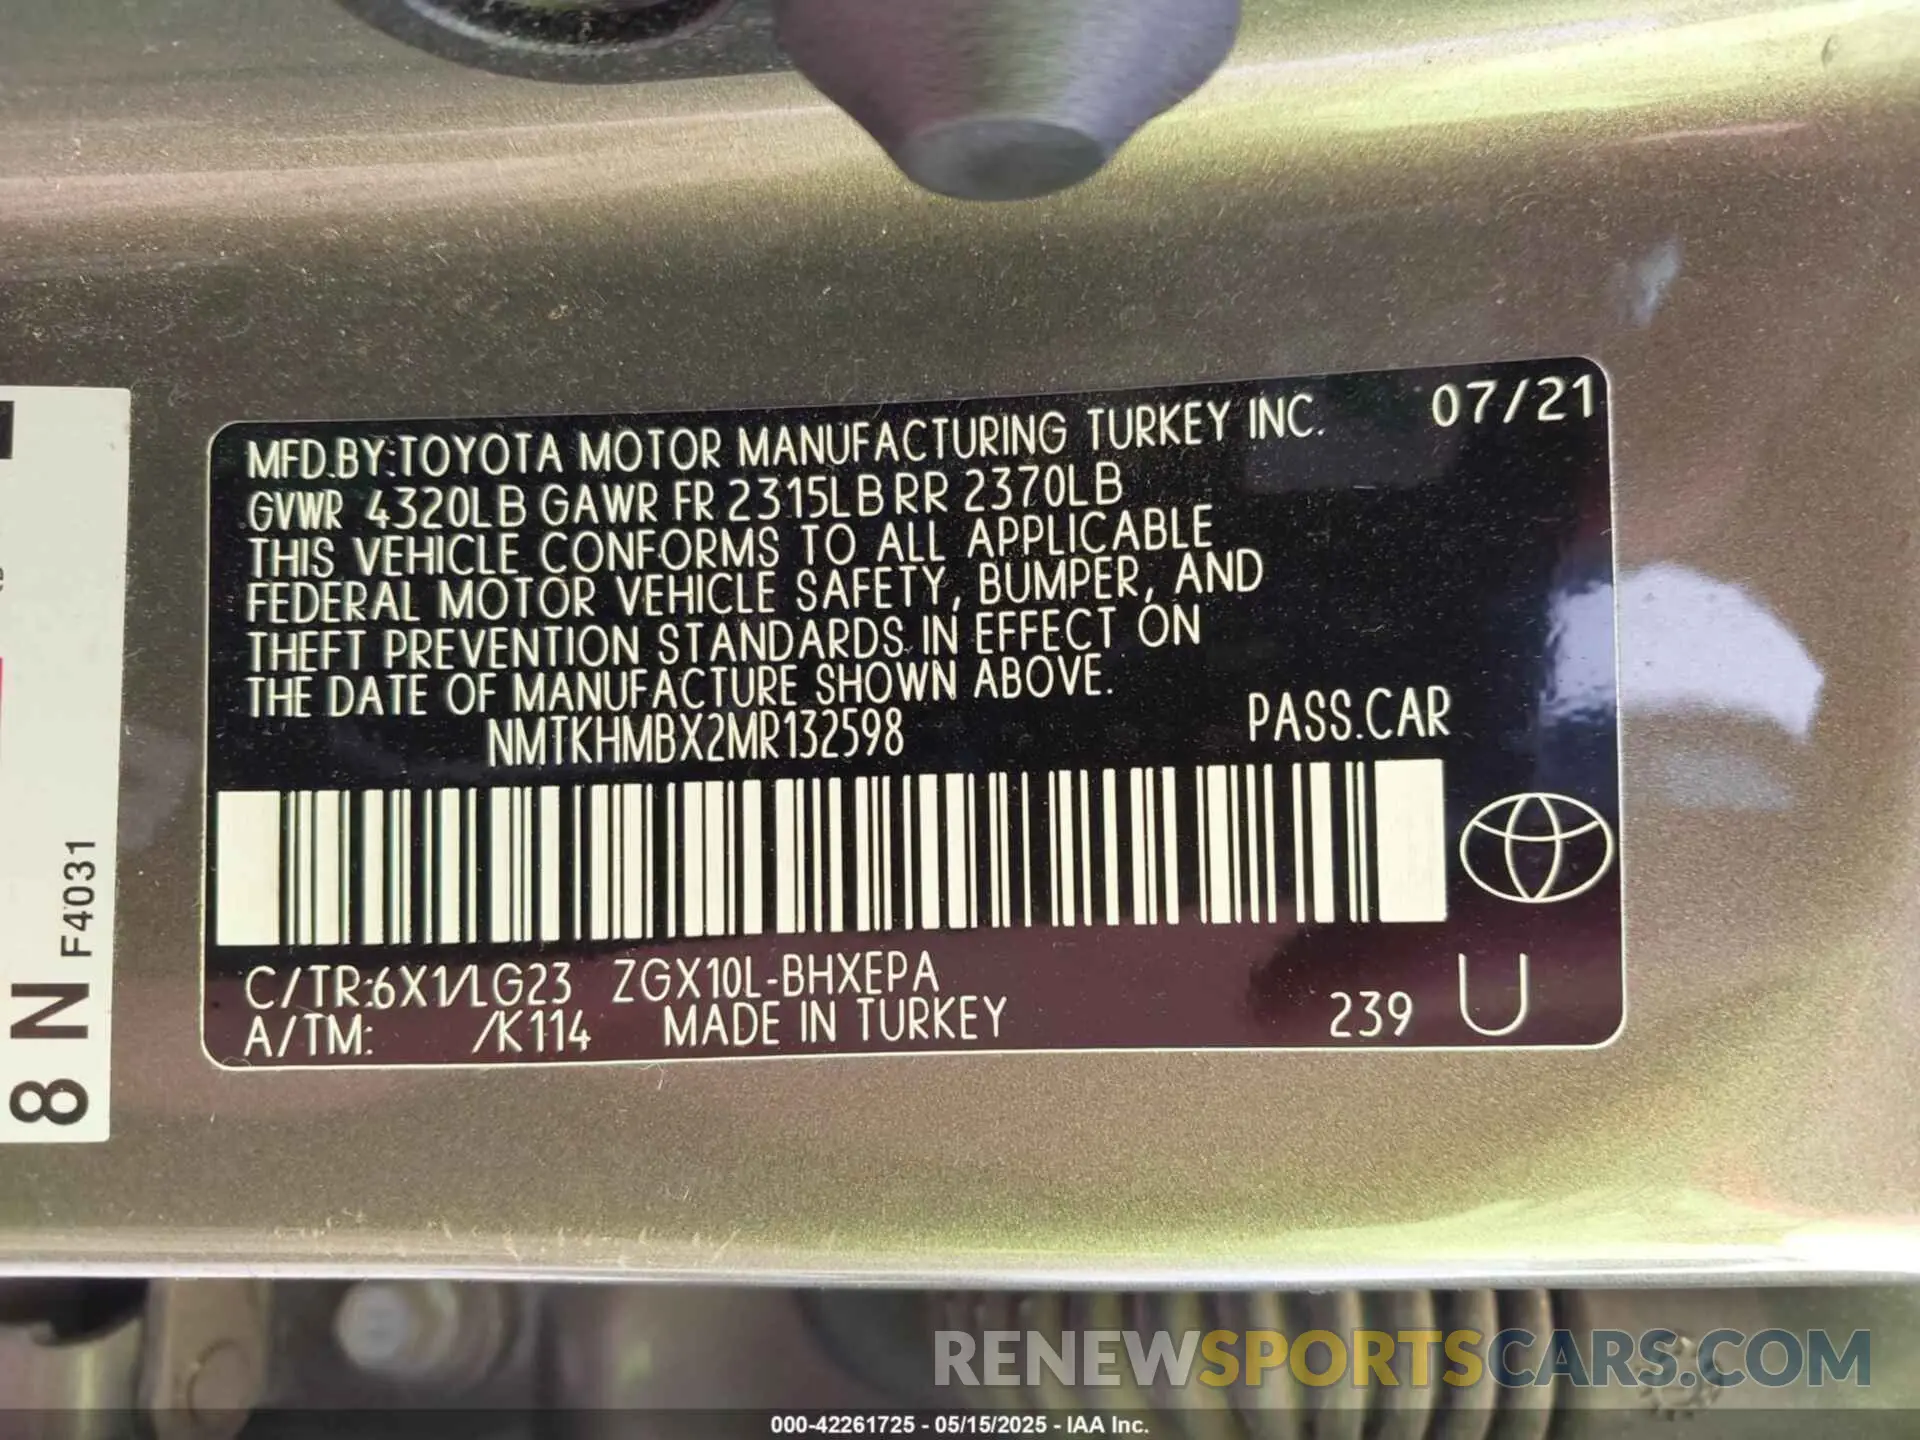 MFD.BY:TOYOTA MOTOR MANUFACTURING TURKEY INC. 07/21
GVWR 4320LB GAWR FR 2315LB RR 2370LB
THIS VEHICLE CONFORMS TO ALL APPLICABLE
FEDERAL MOTOR VEHICLE SAFETY, BUMPER, AND
THEFT PREVENTION STANDARDS IN EFFECT ON
THE DATE OF MANUFACTURE SHOWN ABOVE.
NMTKHMBX2MR132598 PASS.CAR
C/TR:6X1/LG23 ZGX10L-BHXEPA
A/TM: /K114 MADE IN TURKEY 239 U
8 N F4031
RENEWSPORTSCARS.COM
000-42261725 - 05/15/2025 - IAA Inc.